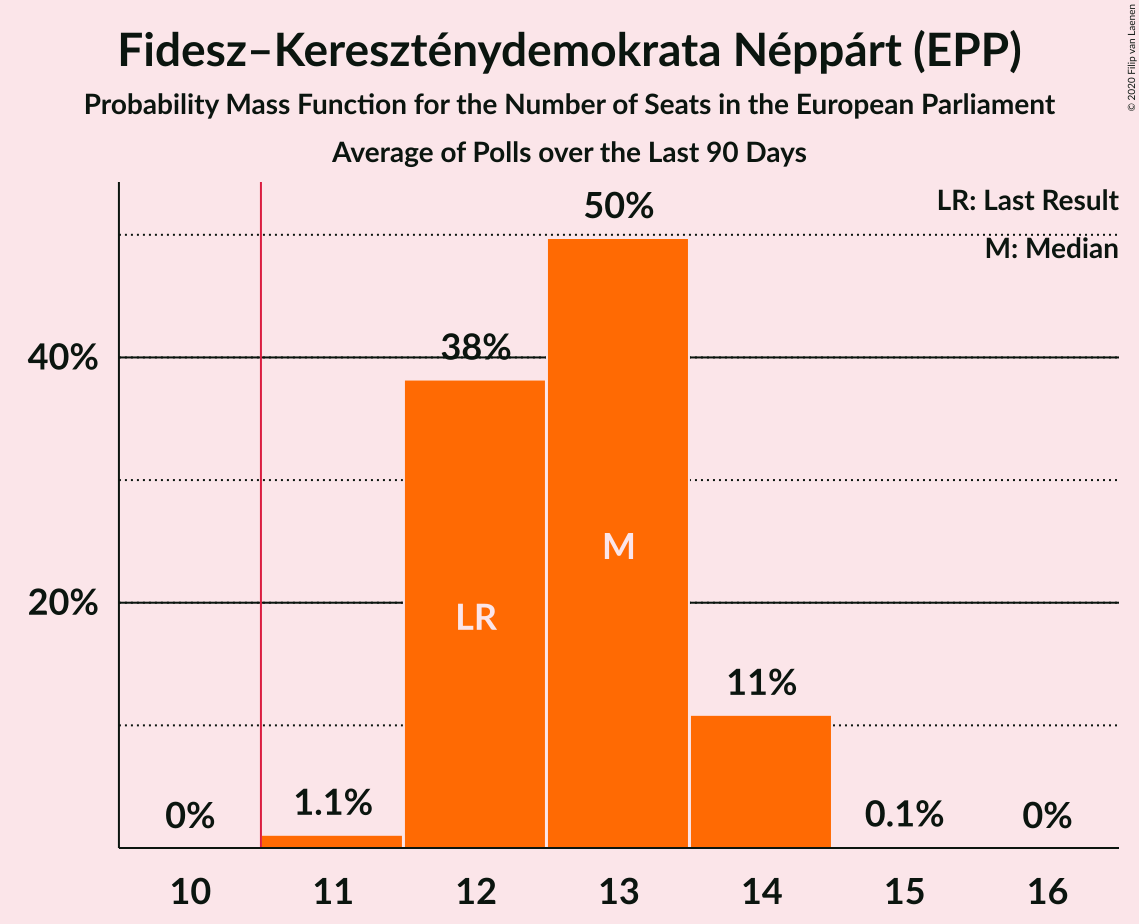 Fidesz–Kereszténydemokrata Néppárt (EPP)
Probability Mass Function for the Number of Seats in the European Parliament
Average of Polls over the Last 90 Days
© 2020 Filip van Laenen
LR: Last Result
M: Median
50%
38%
40%
M
20%
LR
11%
1.1%
0%
0.1%
0%
10 11 12 13 14 15 16